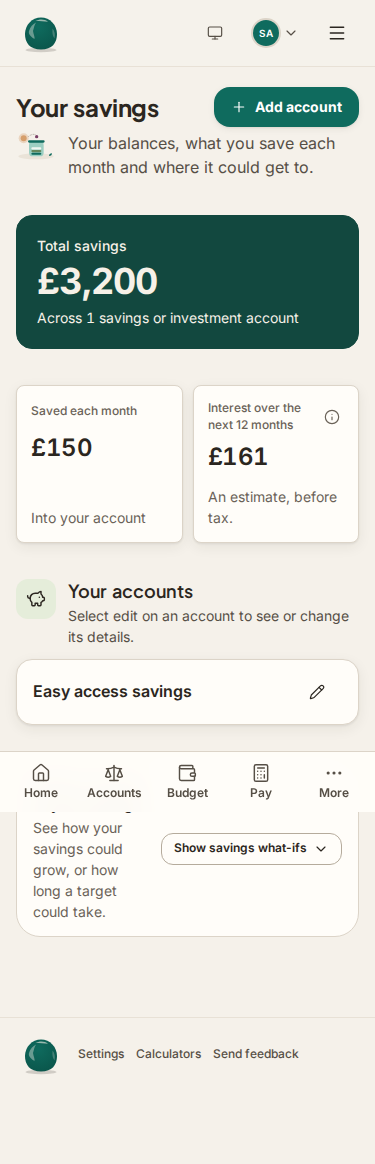 SA
Your savings
Add account
Your balances, what you save each
month and where it could get to.
Total savings
£3,200
Across 1 savings or investment account
Saved each month
£150
Into your account
Interest over the
next 12 months
£161
An estimate, before
tax.
Your accounts
Select edit on an account to see or change
its details.
Easy access savings
Home
Accounts
Budget
Pay
More
See how your
savings could
grow, or how
long a target
could take.
Show savings what-ifs
Settings
Calculators
Send feedback